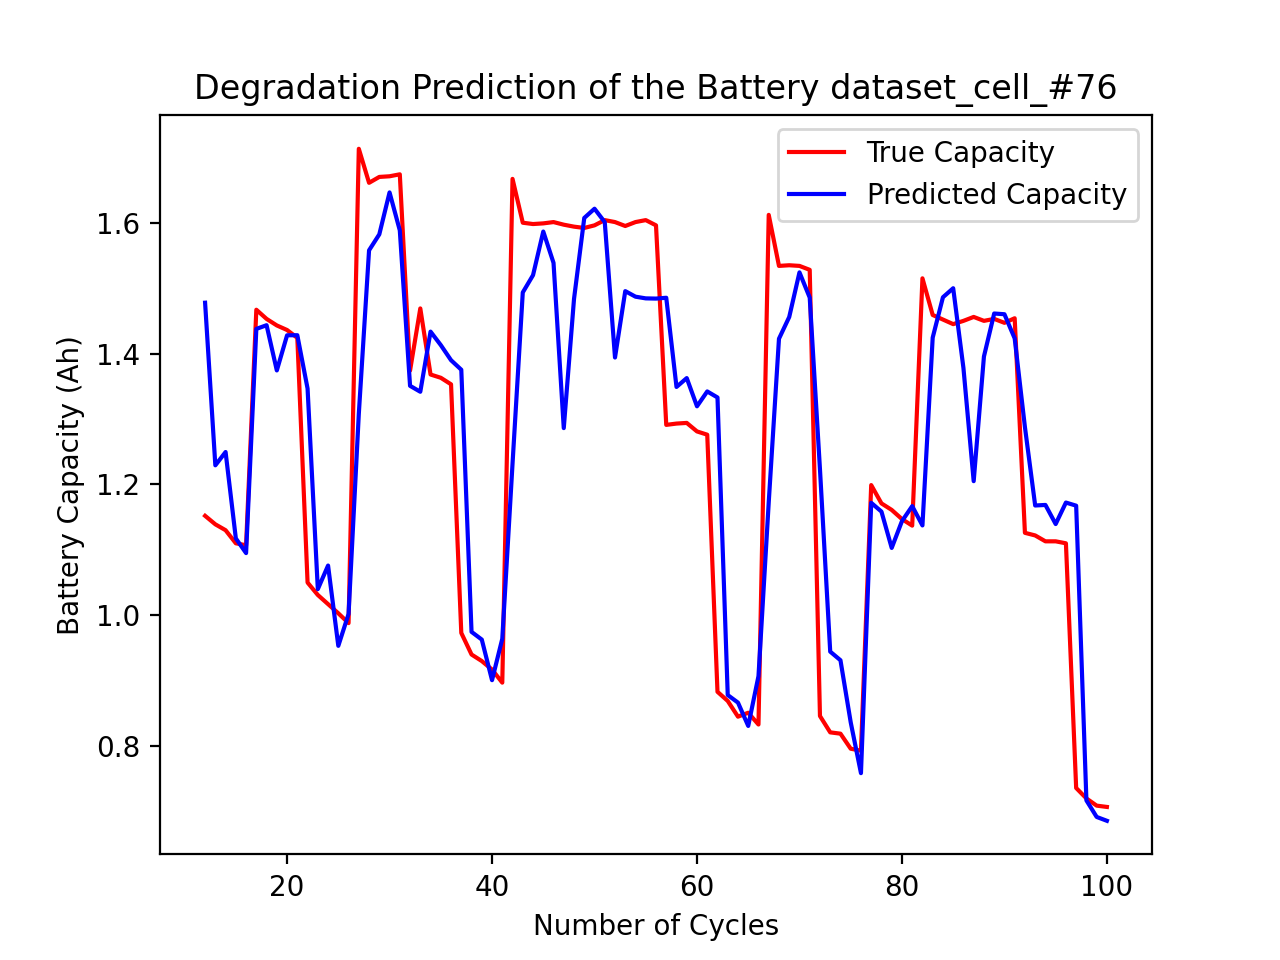 Degradation Prediction of the Battery dataset_cell_#76
True Capacity
Predicted Capacity
Battery Capacity (Ah)
1.6
1.4
1.2
1.0
0.8
20 40 60 80 100
Number of Cycles